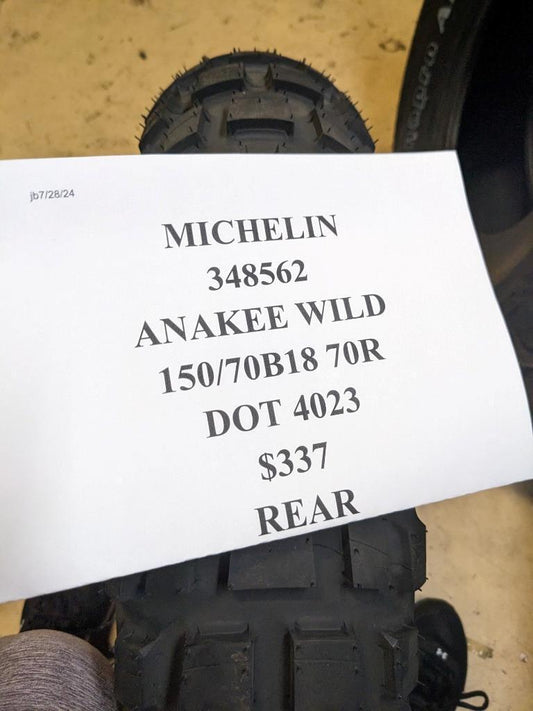 jb7/28/24
MICHELIN
348562
ANAKEE WILD
150/70B18 70R
DOT 4023
$337
REAR